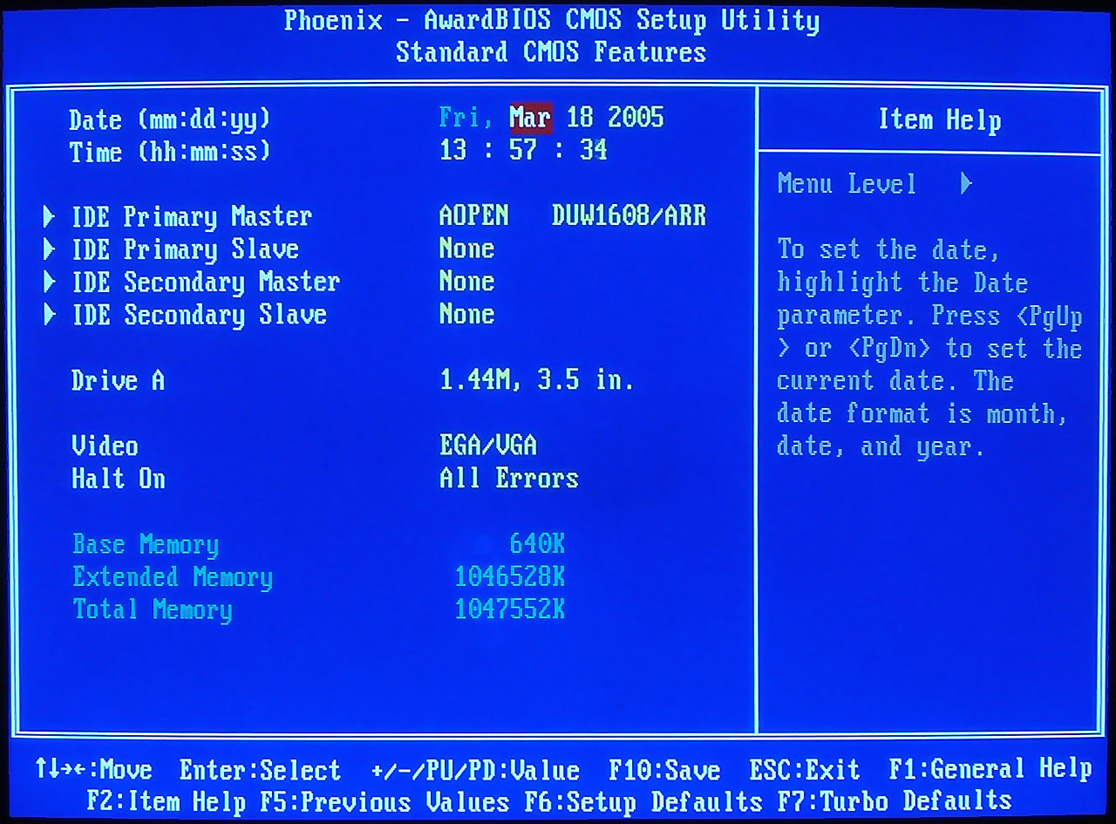 Phoenix - AwardBIOS CMOS Setup Utility
Standard CMOS Features
Date (mm:dd:yy) Fri, Mar 18 2005
Time (hh:mm:ss) 13 : 57 : 34
IDE Primary Master AOPEN DUW1608/ARR
IDE Primary Slave None
IDE Secondary Master None
IDE Secondary Slave None
Drive A 1.44M, 3.5 in.
Video EGA/VGA
Halt On All Errors
Base Memory 640K
Extended Memory 1046528K
Total Memory 1047552K
Item Help
Menu Level
To set the date,
highlight the Date
parameter. Press <PgUp
> or <PgDn> to set the
current date. The
date format is month,
date, and year.
↑↓→←:Move Enter:Select +/-/PU/PD:Value F10:Save ESC:Exit F1:General Help
F2:Item Help F5:Previous Values F6:Setup Defaults F7:Turbo Defaults